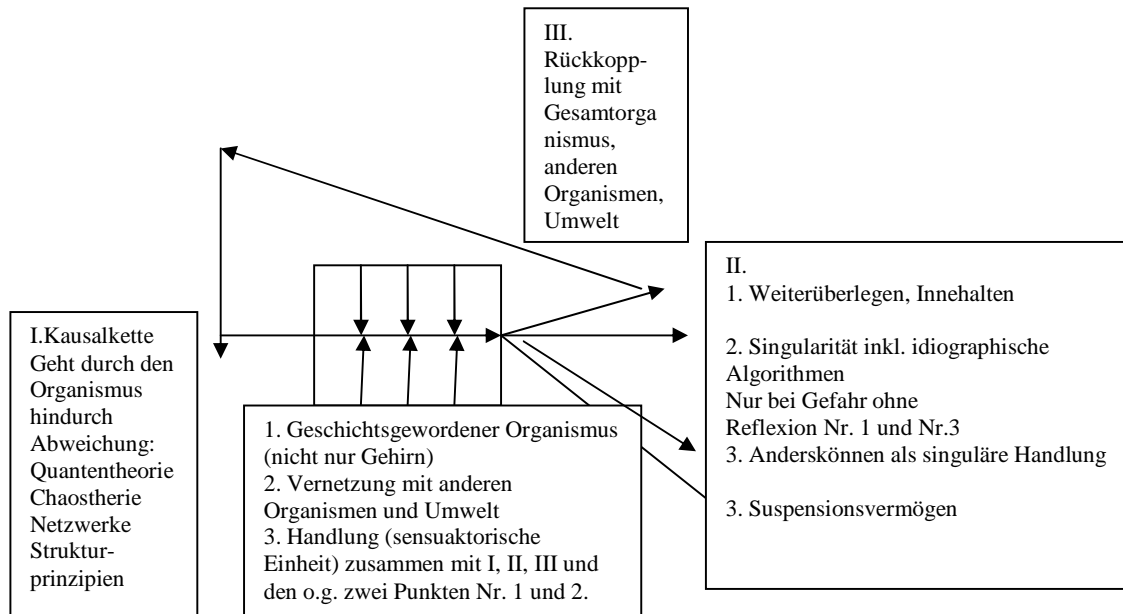 III.
Rückkopp-
lung mit
Gesamtorga
nismus,
anderen
Organismen,
Umwelt
I.Kausalkette
Geht durch den
Organismus
hindurch
Abweichung:
Quantentheorie
Chaostherie
Netzwerke
Struktur-
prinzipien
1. Geschichtsgewordener Organismus
(nicht nur Gehirn)
2. Vernetzung mit anderen
Organismen und Umwelt
3. Handlung (sensuaktorische
Einheit) zusammen mit I, II, III und
den o.g. zwei Punkten Nr. 1 und 2.
II.
1. Weiterüberlegen, Innehalten
2. Singularität inkl. idiographische
Algorithmen
Nur bei Gefahr ohne
Reflexion Nr. 1 und Nr.3
3. Anderskönnen als singuläre Handlung
3. Suspensionsvermögen